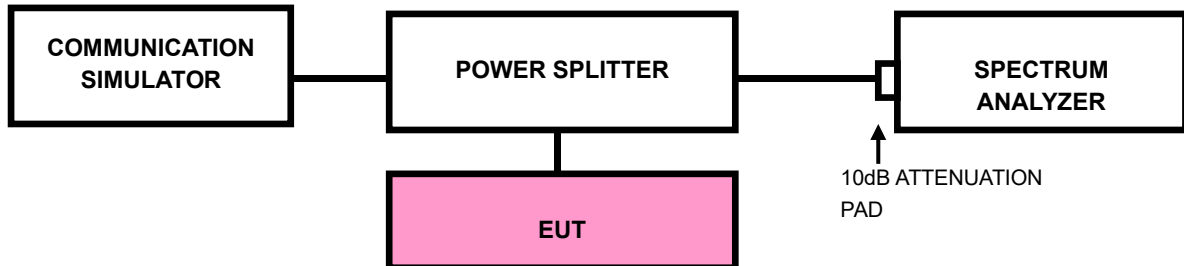 COMMUNICATION
SIMULATOR
POWER SPLITTER
SPECTRUM
ANALYZER
10dB ATTENUATION
PAD
EUT